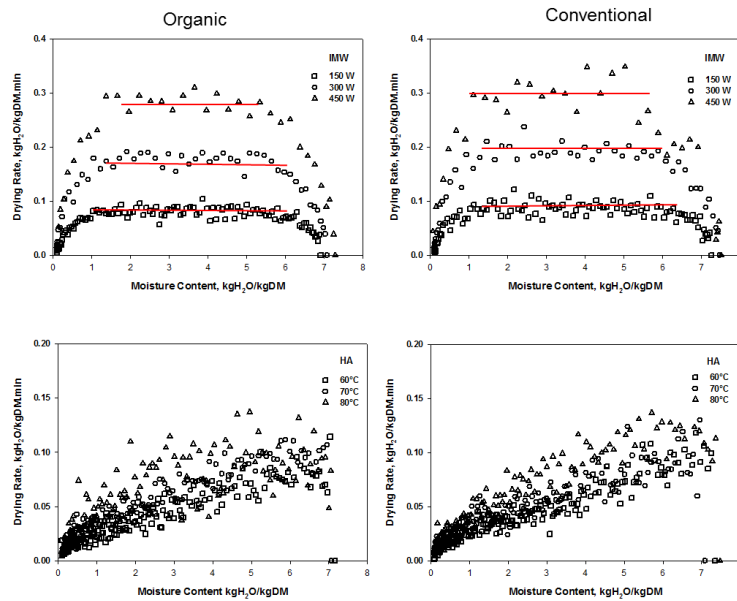 Organic
Conventional
Drying Rate, kgH₂O/kgDM.min
0.4
0.3
0.2
0.1
0.0
IMW
150 W
300 W
450 W
0 1 2 3 4 5 6 7 8
Moisture Content, kgH₂O/kgDM
Drying Rate, kgH₂O/kgDM.min
0.4
0.3
0.2
0.1
0.0
IMW
150 W
300 W
450 W
0 1 2 3 4 5 6 7
Moisture Content, kgH₂O/kgDM
Drying Rate, kgH₂O/kgDM.min
0.20
0.15
0.10
0.05
0.00
HA
60°C
70°C
80°C
0 1 2 3 4 5 6 7 8
Moisture Content kgH₂O/kgDM
Drying Rate, kgH₂O/kgDM.min
0.20
0.15
0.10
0.05
0.00
HA
60°C
70°C
80°C
0 1 2 3 4 5 6 7
Moisture Content kgH₂O/kgDM